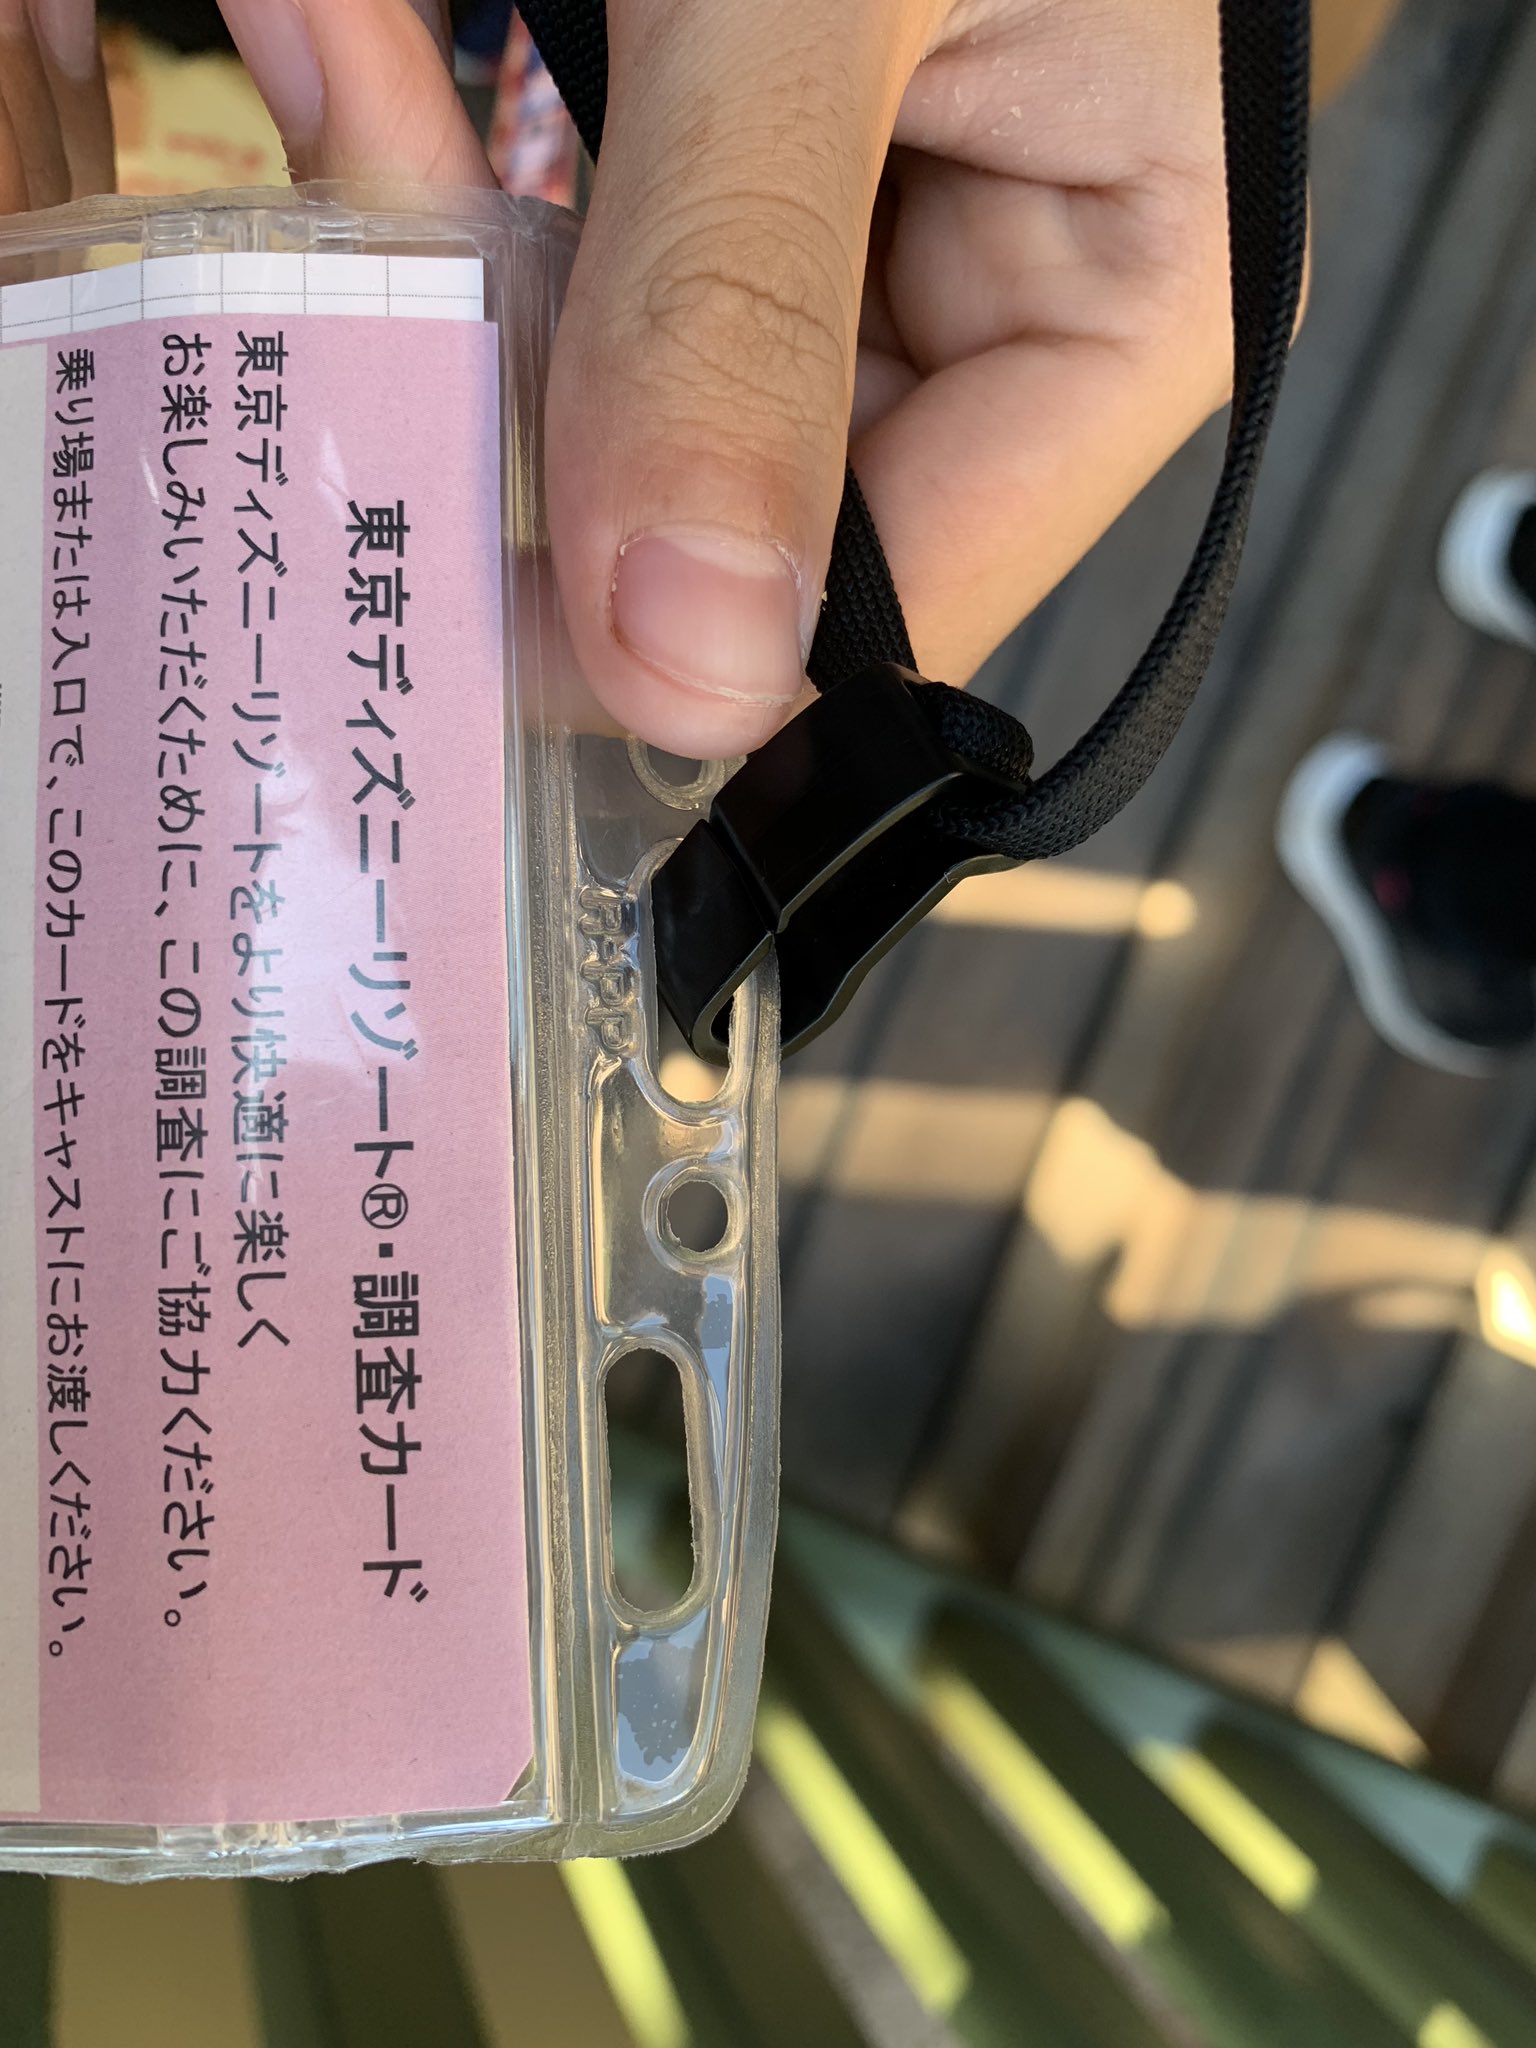 東京ディズニーリゾート®・調査カード
東京ディズニーリゾートをより快適に楽しく
お楽しみいただくために、この調査にご協力ください。
乗り場または入口で、このカードをキャストにお渡しください。
R-PP